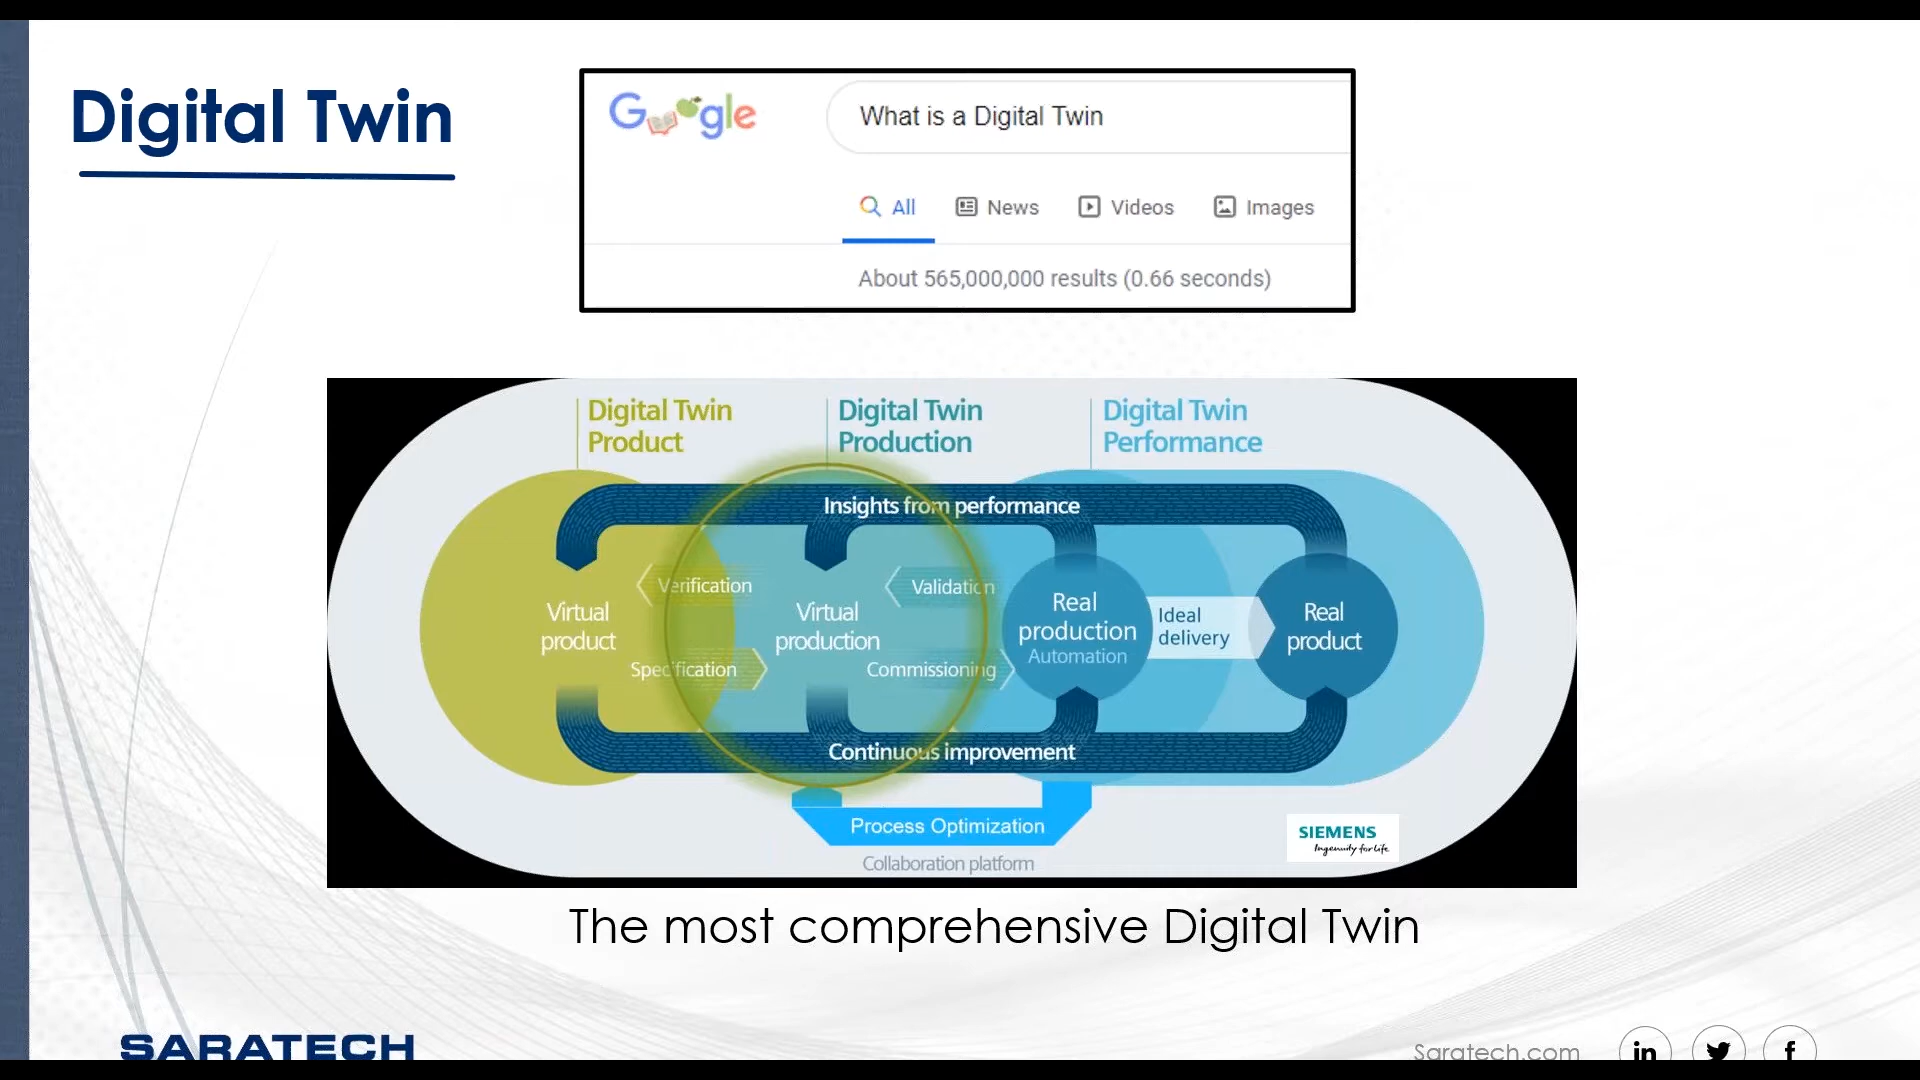 Digital Twin
Google
What is a Digital Twin
All News Videos Images
About 565,000,000 results (0.66 seconds)
Digital Twin
Product
Digital Twin
Production
Digital Twin
Performance
Insights from performance
Verification
Validation
Virtual
product
Virtual
production
Real
production
Automation
Ideal
delivery
Real
product
Specification
Commissioning
Continuous improvement
Process Optimization
Collaboration platform
SIEMENS
Ingenuity for life
The most comprehensive Digital Twin
SARATECH
Saratech.com
in
f